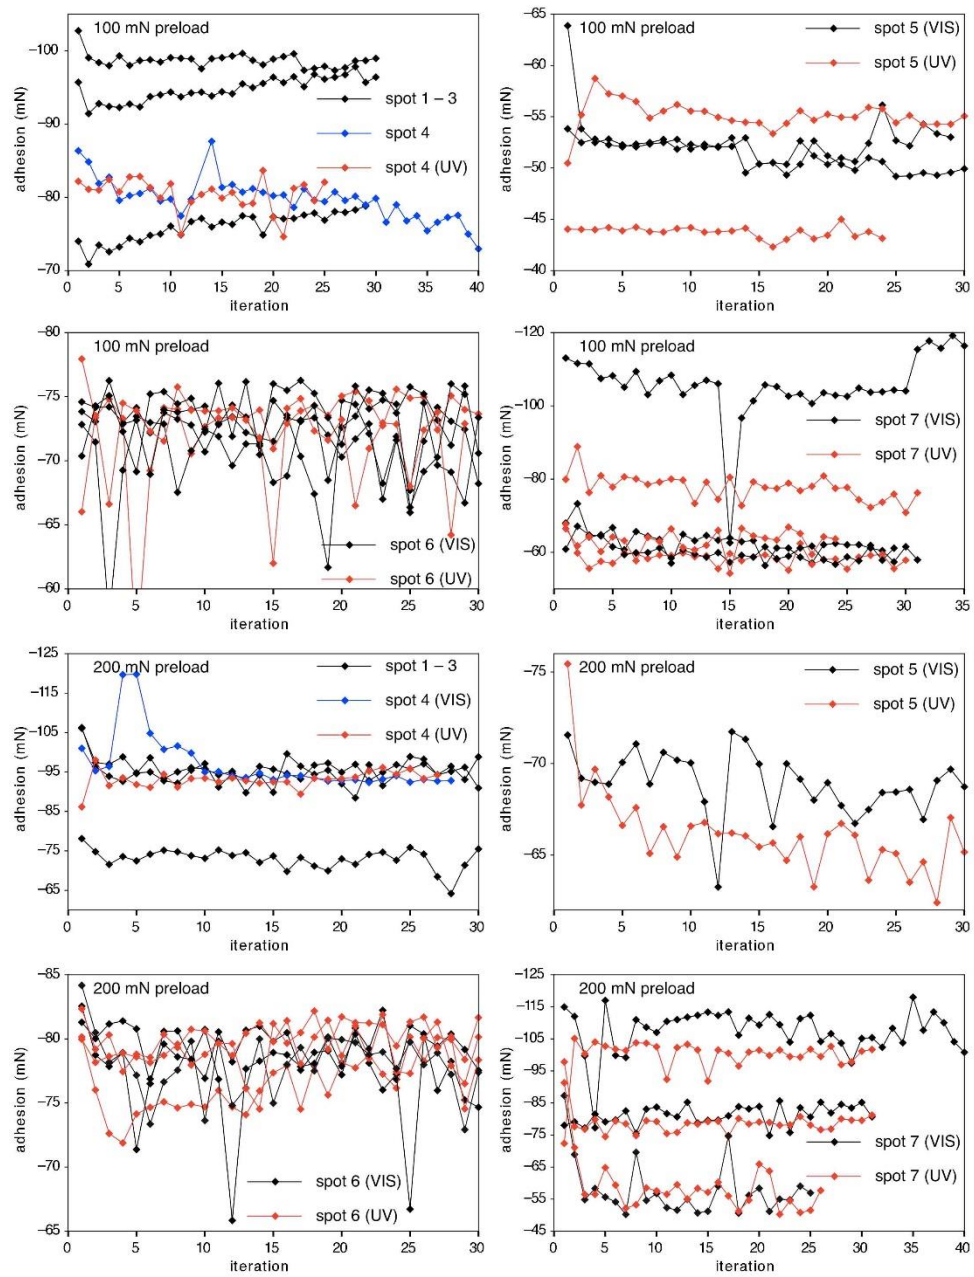 100 mN preload
adhesion (mN)
–100
–90
–80
–70
spot 1 – 3
spot 4
spot 4 (UV)
0 5 10 15 20 25 30 35 40
iteration
100 mN preload
adhesion (mN)
–65
–60
–55
–50
–45
–40
spot 5 (VIS)
spot 5 (UV)
0 5 10 15 20 25 30
iteration
100 mN preload
adhesion (mN)
–80
–75
–70
–65
–60
spot 6 (VIS)
spot 6 (UV)
0 5 10 15 20 25 30
iteration
100 mN preload
adhesion (mN)
–120
–100
–80
–60
spot 7 (VIS)
spot 7 (UV)
0 5 10 15 20 25 30 35
iteration
200 mN preload
adhesion (mN)
–125
–115
–105
–95
–85
–75
–65
spot 1 – 3
spot 4 (VIS)
spot 4 (UV)
0 5 10 15 20 25 30
iteration
200 mN preload
adhesion (mN)
–75
–70
–65
spot 5 (VIS)
spot 5 (UV)
0 5 10 15 20 25 30
iteration
200 mN preload
adhesion (mN)
–85
–80
–75
–70
–65
spot 6 (VIS)
spot 6 (UV)
0 5 10 15 20 25 30
iteration
200 mN preload
adhesion (mN)
–125
–115
–105
–95
–85
–75
–65
–55
–45
spot 7 (VIS)
spot 7 (UV)
0 5 10 15 20 25 30 35 40
iteration